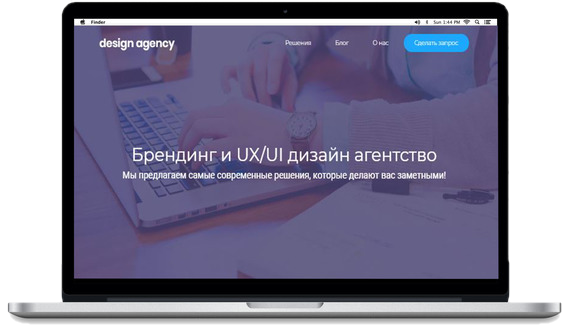 Finder
Sun 1:44 PM
design agency
Решения
Блог
О нас
Сделать запрос
Брендинг и UX/UI дизайн агентство
Мы предлагаем самые современные решения, которые делают вас заметными!